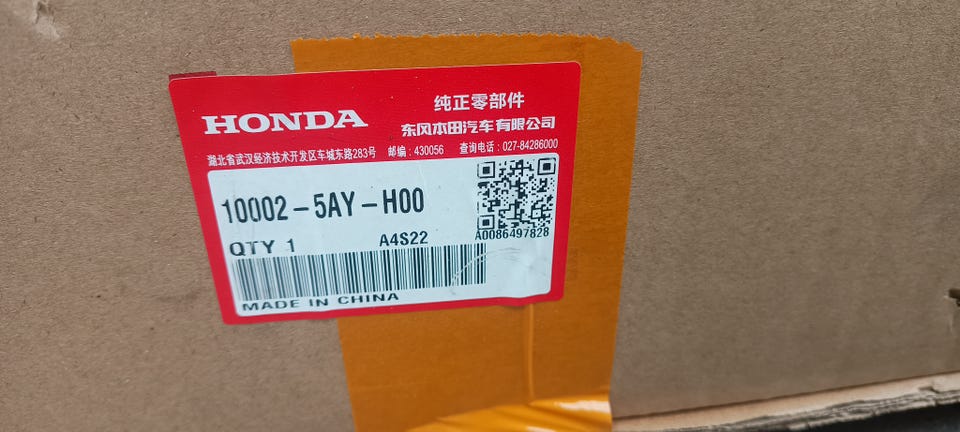 HONDA
纯正零部件
东风本田汽车有限公司
湖北省武汉经济技术开发区车城东路283号 邮编：430056 查询电话：027-84286000
10002-5AY-H00
A0086497828
QTY 1 A4S22
MADE IN CHINA